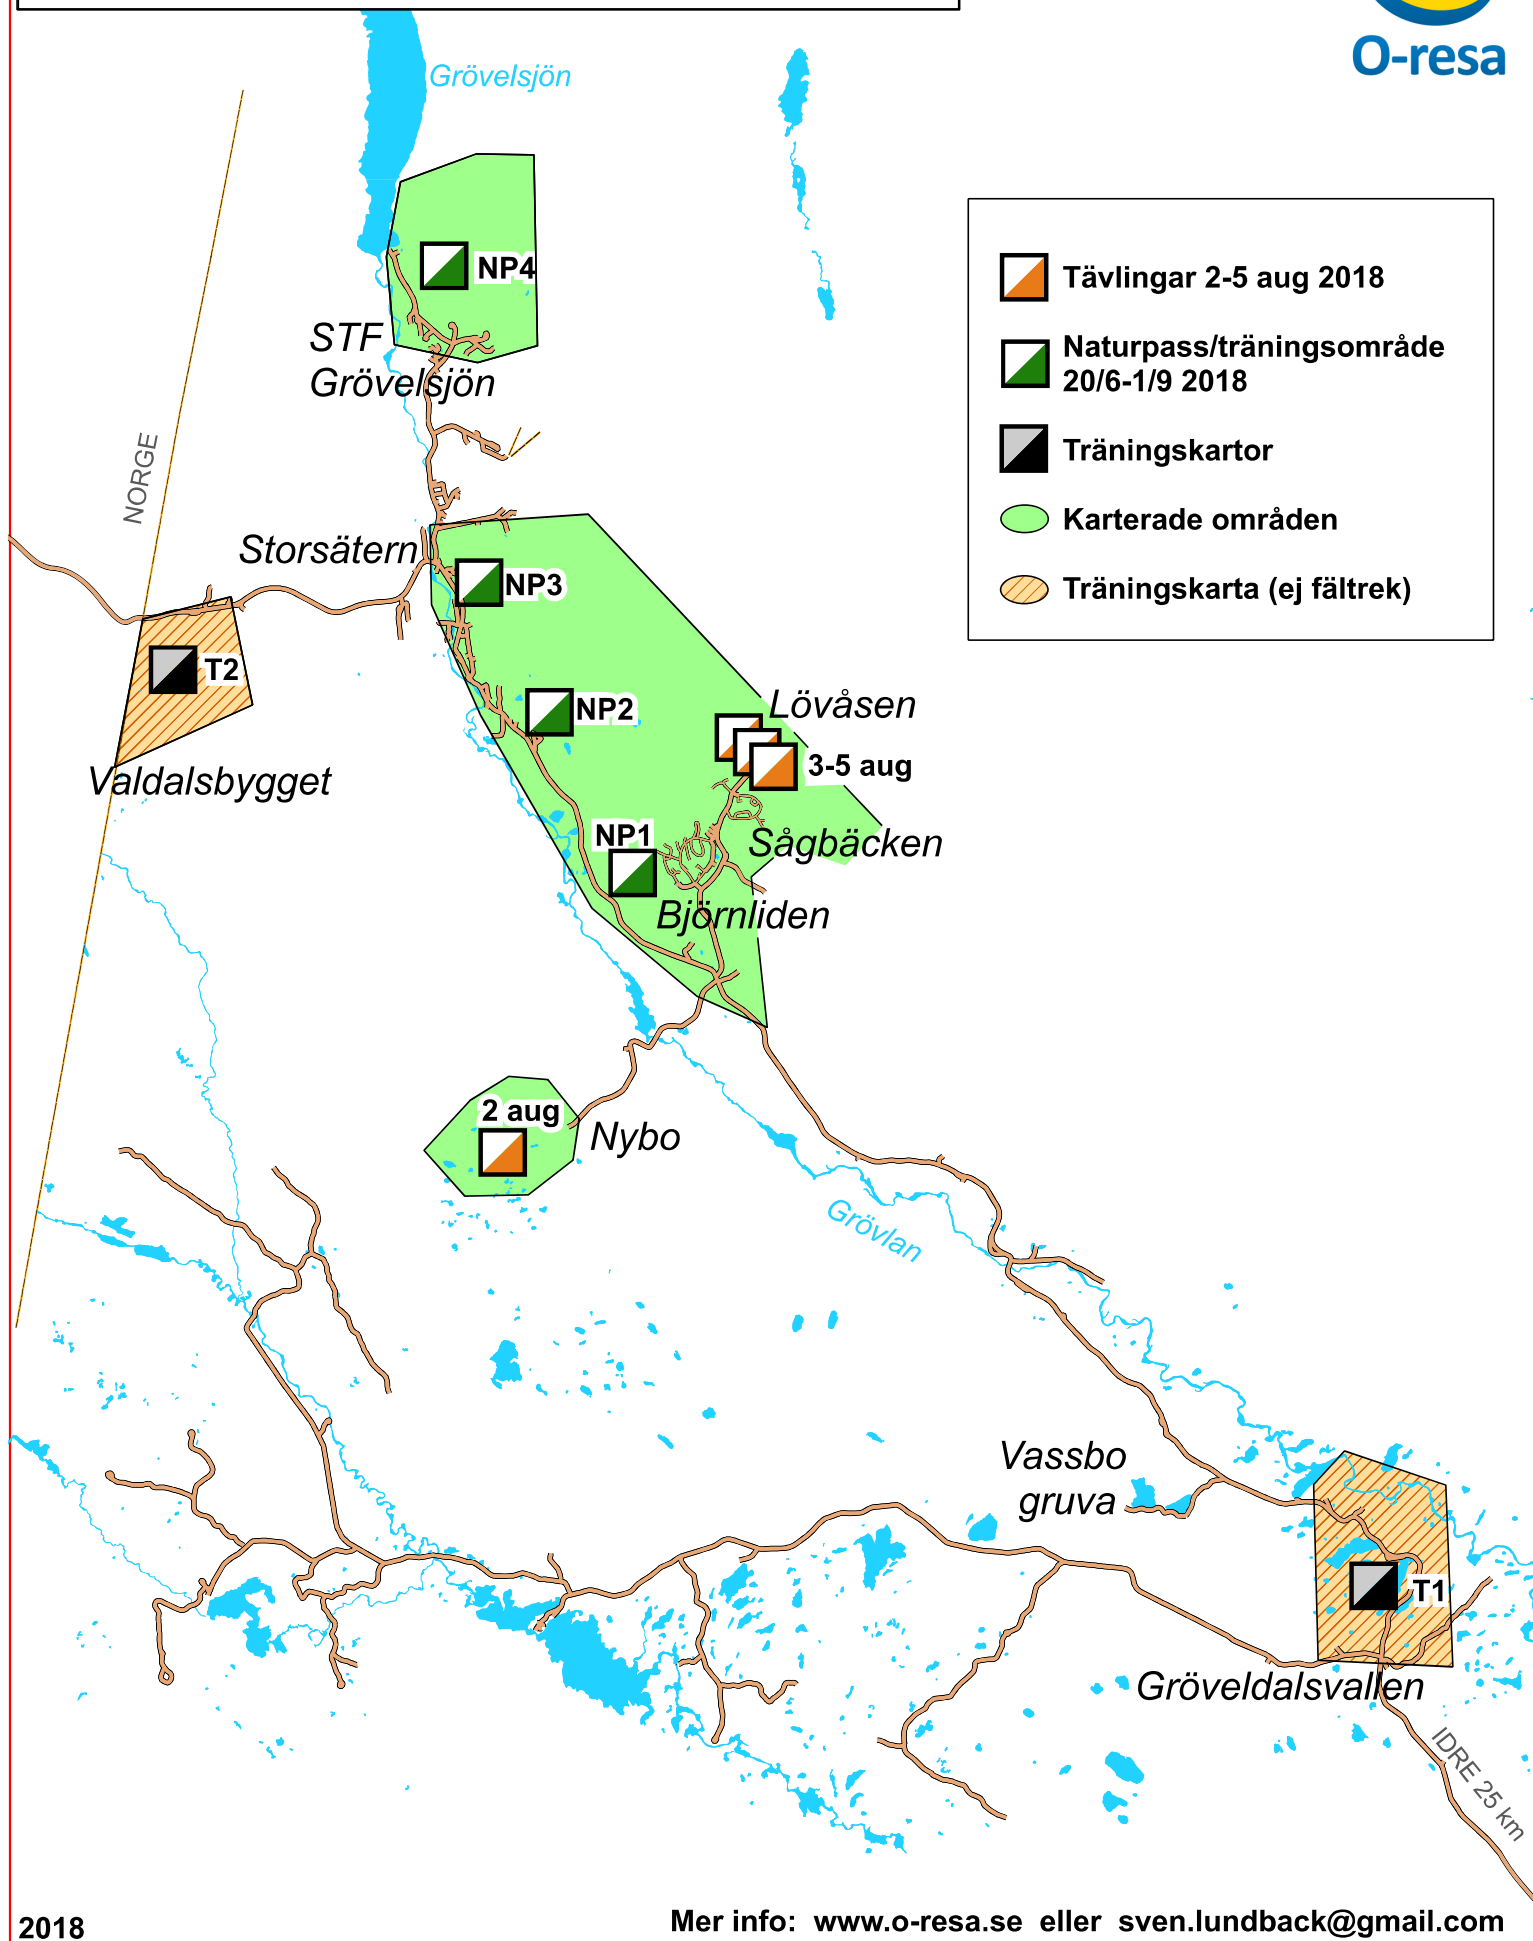 O-resa
Grövelsjön
NP4
STF
Grövelsjön
NORGE
Storsätern
NP3
T2
Valdalsbygget
NP2
Lövåsen
3-5 aug
NP1
Sågbäcken
Björnliden
2 aug
Nybo
Grövlan
Vassbo
gruva
T1
Gröveldalsvallen
IDRE 25 km
Tävlingar 2-5 aug 2018
Naturpass/träningsområde
20/6-1/9 2018
Träningskartor
Karterade områden
Träningskarta (ej fältrek)
2018
Mer info: www.o-resa.se eller sven.lundback@gmail.com